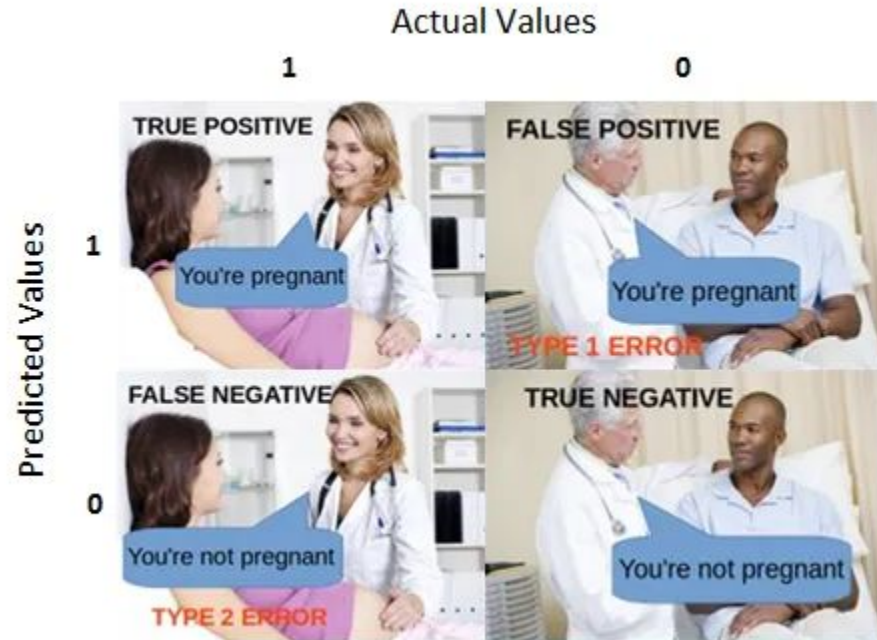 Actual Values
1 0
Predicted Values
1
TRUE POSITIVE
You're pregnant
FALSE POSITIVE
You're pregnant
TYPE 1 ERROR
0
FALSE NEGATIVE
You're not pregnant
TYPE 2 ERROR
TRUE NEGATIVE
You're not pregnant